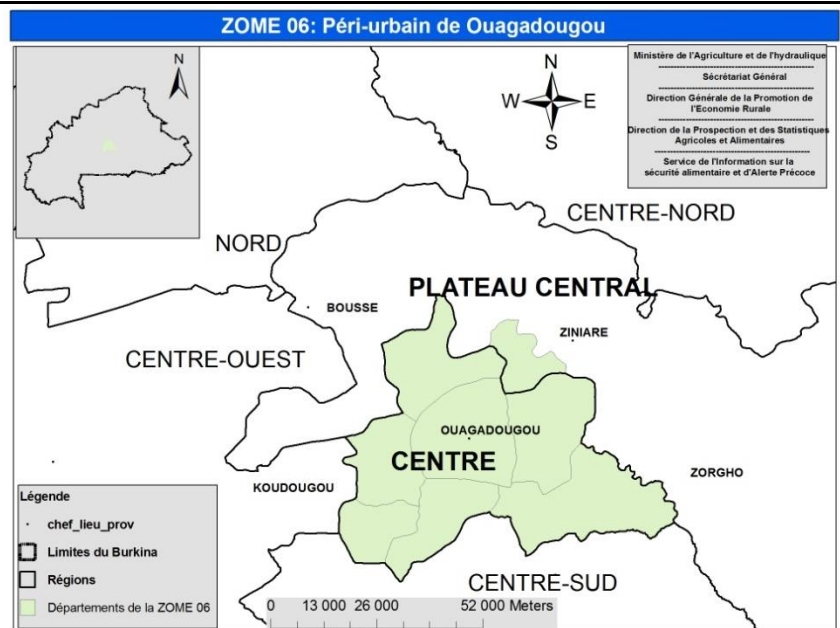 ZOME 06: Péri-urbain de Ouagadougou
N
N
W E
S
Ministère de l'Agriculture et de l'hydraulique
Sécrétariat Général
Direction Générale de la Promotion de
l'Economie Rurale
Direction de la Prospection et des Statistiques
Agricoles et Alimentaires
Service de l'Information sur la
sécurité alimentaire et d'Alerte Précoce
CENTRE-NORD
NORD
PLATEAU CENTRAL
BOUSSE
ZINIARE
CENTRE-OUEST
OUAGADOUGOU
CENTRE
ZORGHO
KOUDOUGOU
CENTRE-SUD
Légende
chef_lieu_prov
Limites du Burkina
Régions
Départements de la ZOME 06
0 13 000 26 000 52 000 Meters